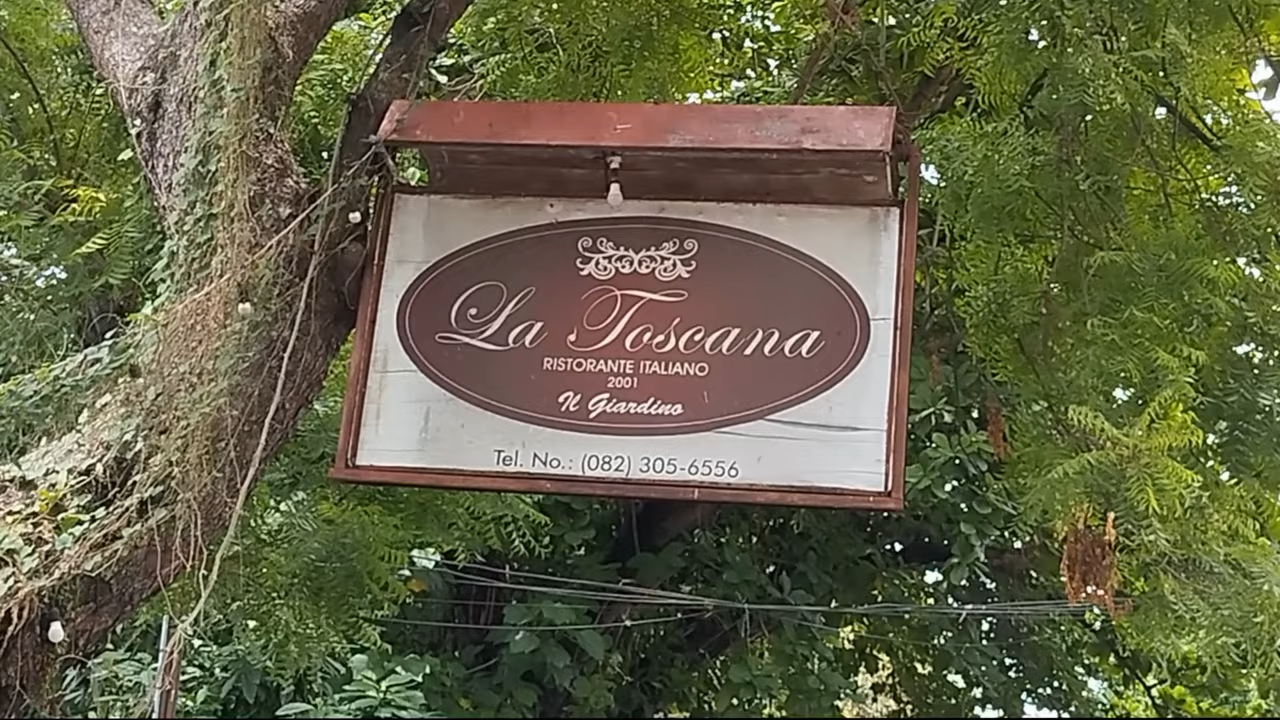 La Toscana
RISTORANTE ITALIANO
2001
Il Giardino
Tel. No.: (082) 305-6556